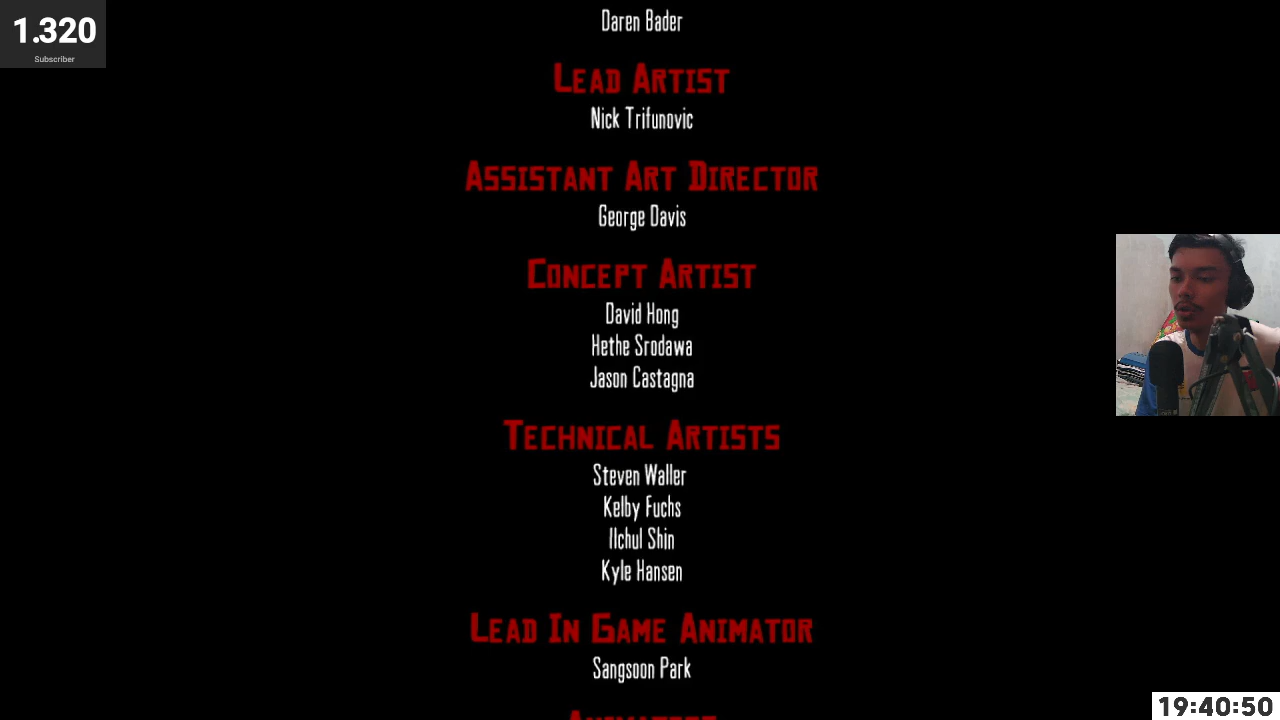 1.320
Subscriber
Daren Bader
LEAD ARTIST
Nick Trifunovic
ASSISTANT ART DIRECTOR
George Davis
CONCEPT ARTIST
David Hong
Hethe Srodawa
Jason Castagna
TECHNICAL ARTISTS
Steven Waller
Kelby Fuchs
Ilchul Shin
Kyle Hansen
LEAD IN GAME ANIMATOR
Sangsoon Park
19:40:50